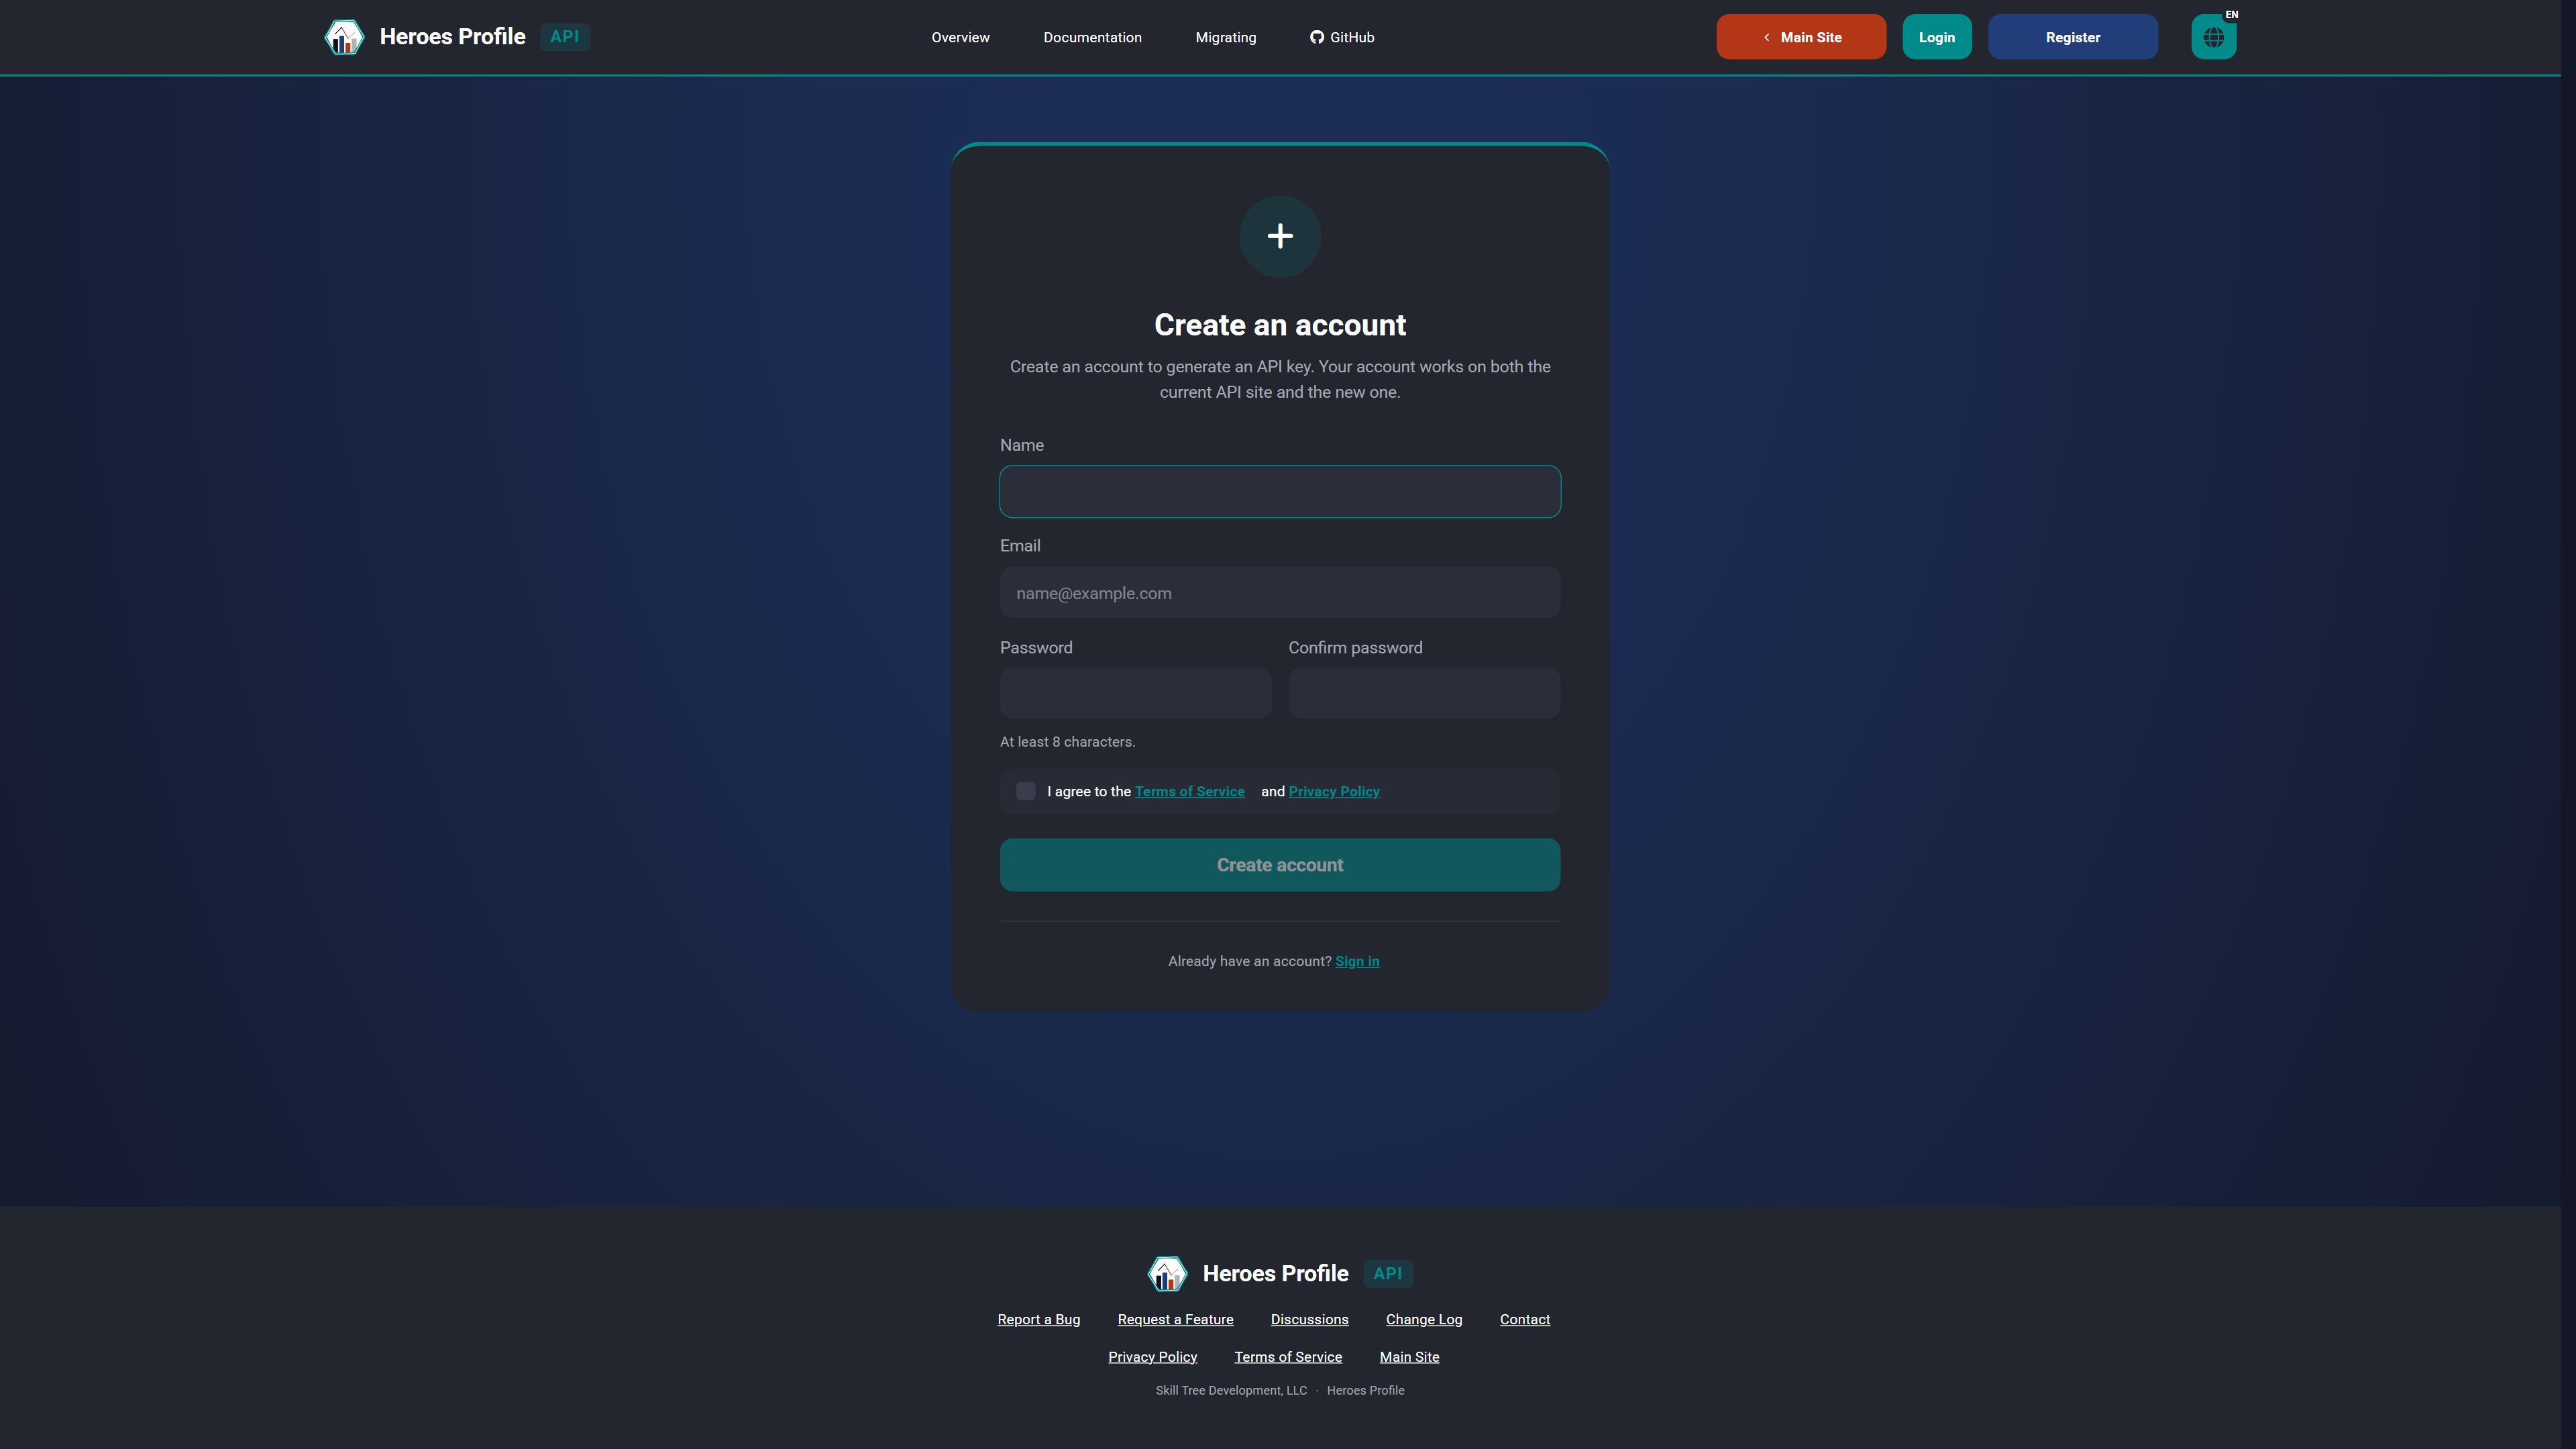 Heroes Profile API
Overview Documentation Migrating GitHub
Main Site Login Register EN
Create an account
Create an account to generate an API key. Your account works on both the
current API site and the new one.
Name
Email
name@example.com
Password Confirm password
At least 8 characters.
I agree to the Terms of Service and Privacy Policy
Create account
Already have an account? Sign in
Heroes Profile API
Report a Bug Request a Feature Discussions Change Log Contact
Privacy Policy Terms of Service Main Site
Skill Tree Development, LLC · Heroes Profile